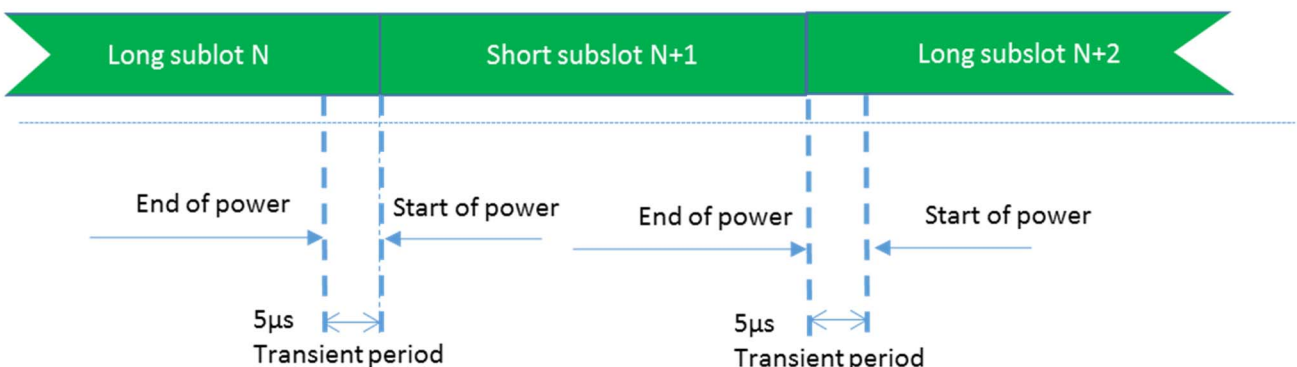 Long sublot N
Short subslot N+1
Long subslot N+2
End of power
Start of power
End of power
Start of power
5µs
Transient period
5µs
Transient period